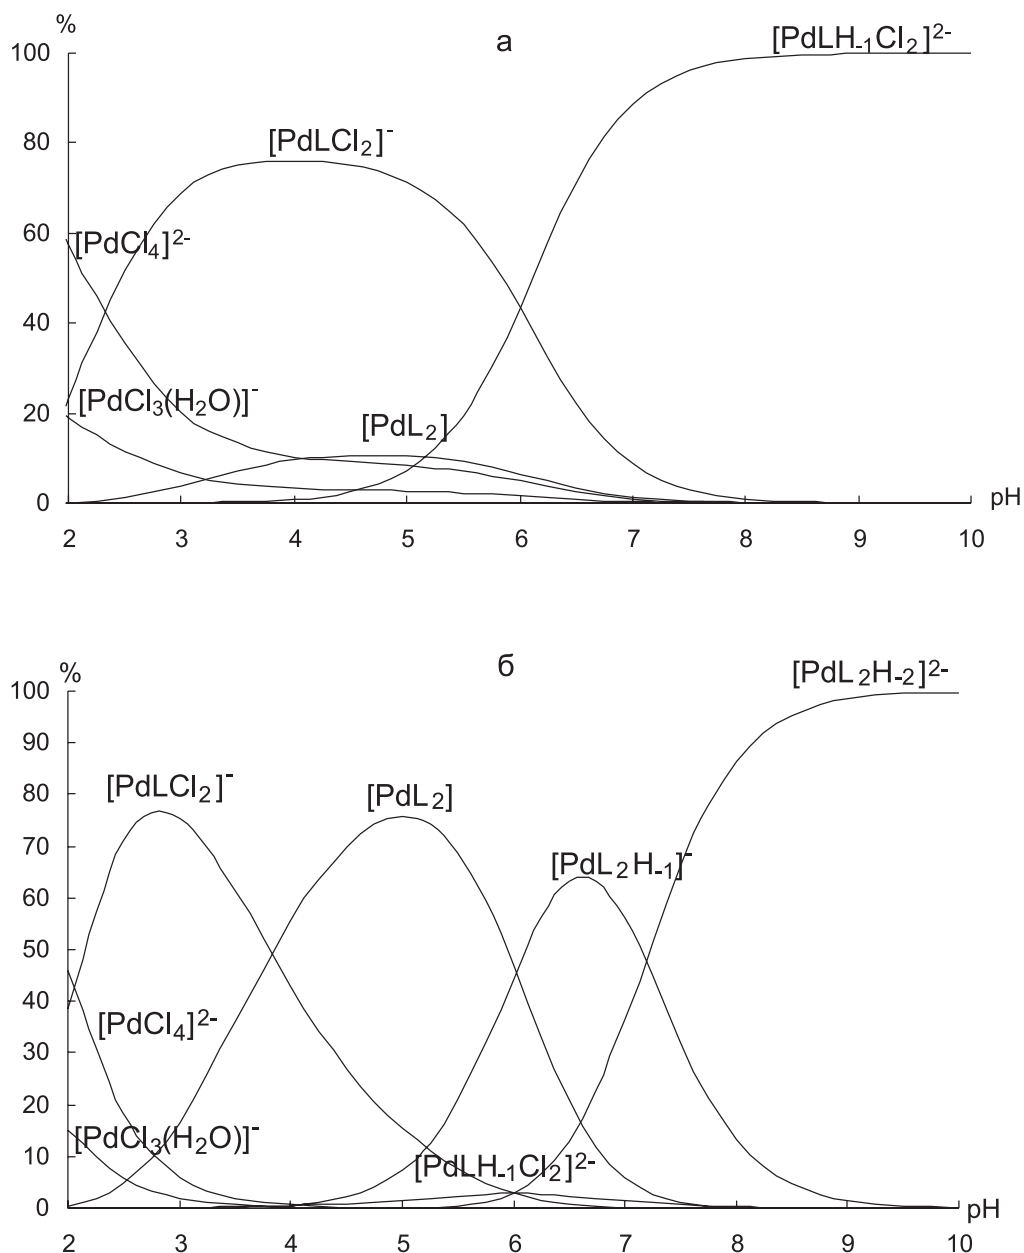 %
а
100
[PdLH₋₁Cl₂]²⁻
80
[PdLCl₂]⁻
60
[PdCl₄]²⁻
40
20
[PdCl₃(H₂O)]⁻
[PdL₂]
0
pH
2 3 4 5 6 7 8 9 10
%
б
100
[PdL₂H₋₂]²⁻
90
80
[PdLCl₂]⁻
[PdL₂]
70
[PdL₂H₋₁]⁻
60
50
40
[PdCl₄]²⁻
30
20
[PdCl₃(H₂O)]⁻
10
[PdLH₋₁Cl₂]²⁻
0
pH
2 3 4 5 6 7 8 9 10